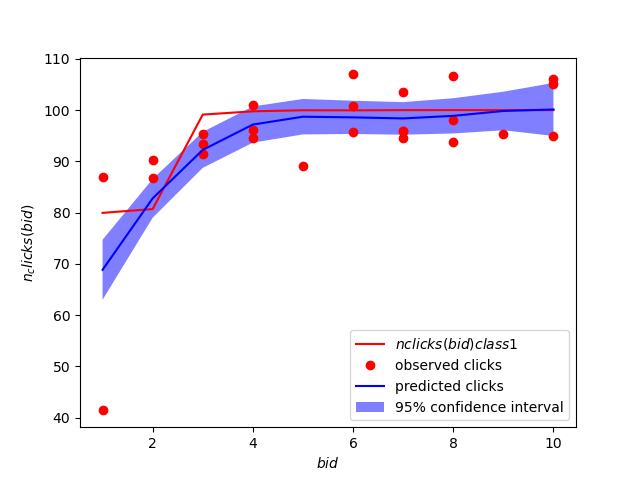 110
100
90
80
70
60
50
40
n_clicks(bid)
nclicks(bid)class1
observed clicks
predicted clicks
95% confidence interval
2
4
6
8
10
bid